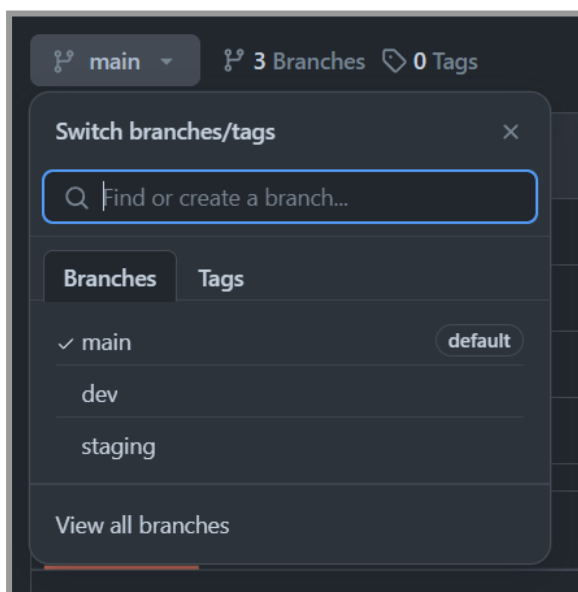 main 3 Branches 0 Tags
Switch branches/tags
Find or create a branch...
Branches Tags
main default
dev
staging
View all branches